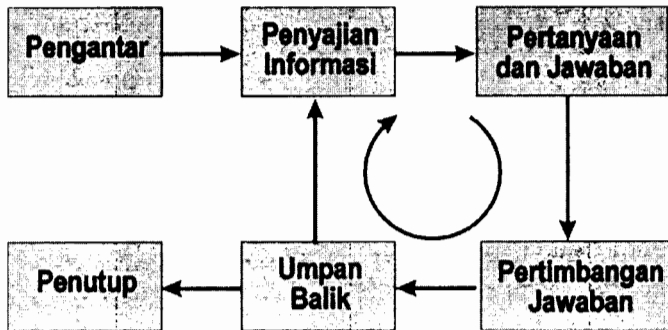 Pengantar
Penyajian
Informasi
Pertanyaan
dan Jawaban
Penutup
Umpan
Balik
Pertimbangan
Jawaban